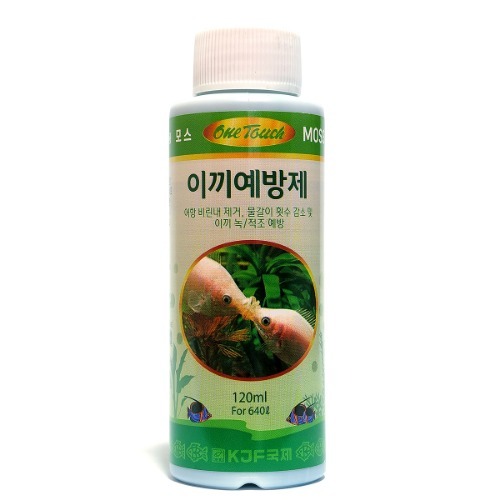 One Touch
모스
MOS
이끼예방제
어항 비린내 제거, 물갈이 횟수 감소 및
이끼 녹/적조 예방
120ml
For 640ℓ
KJF국제